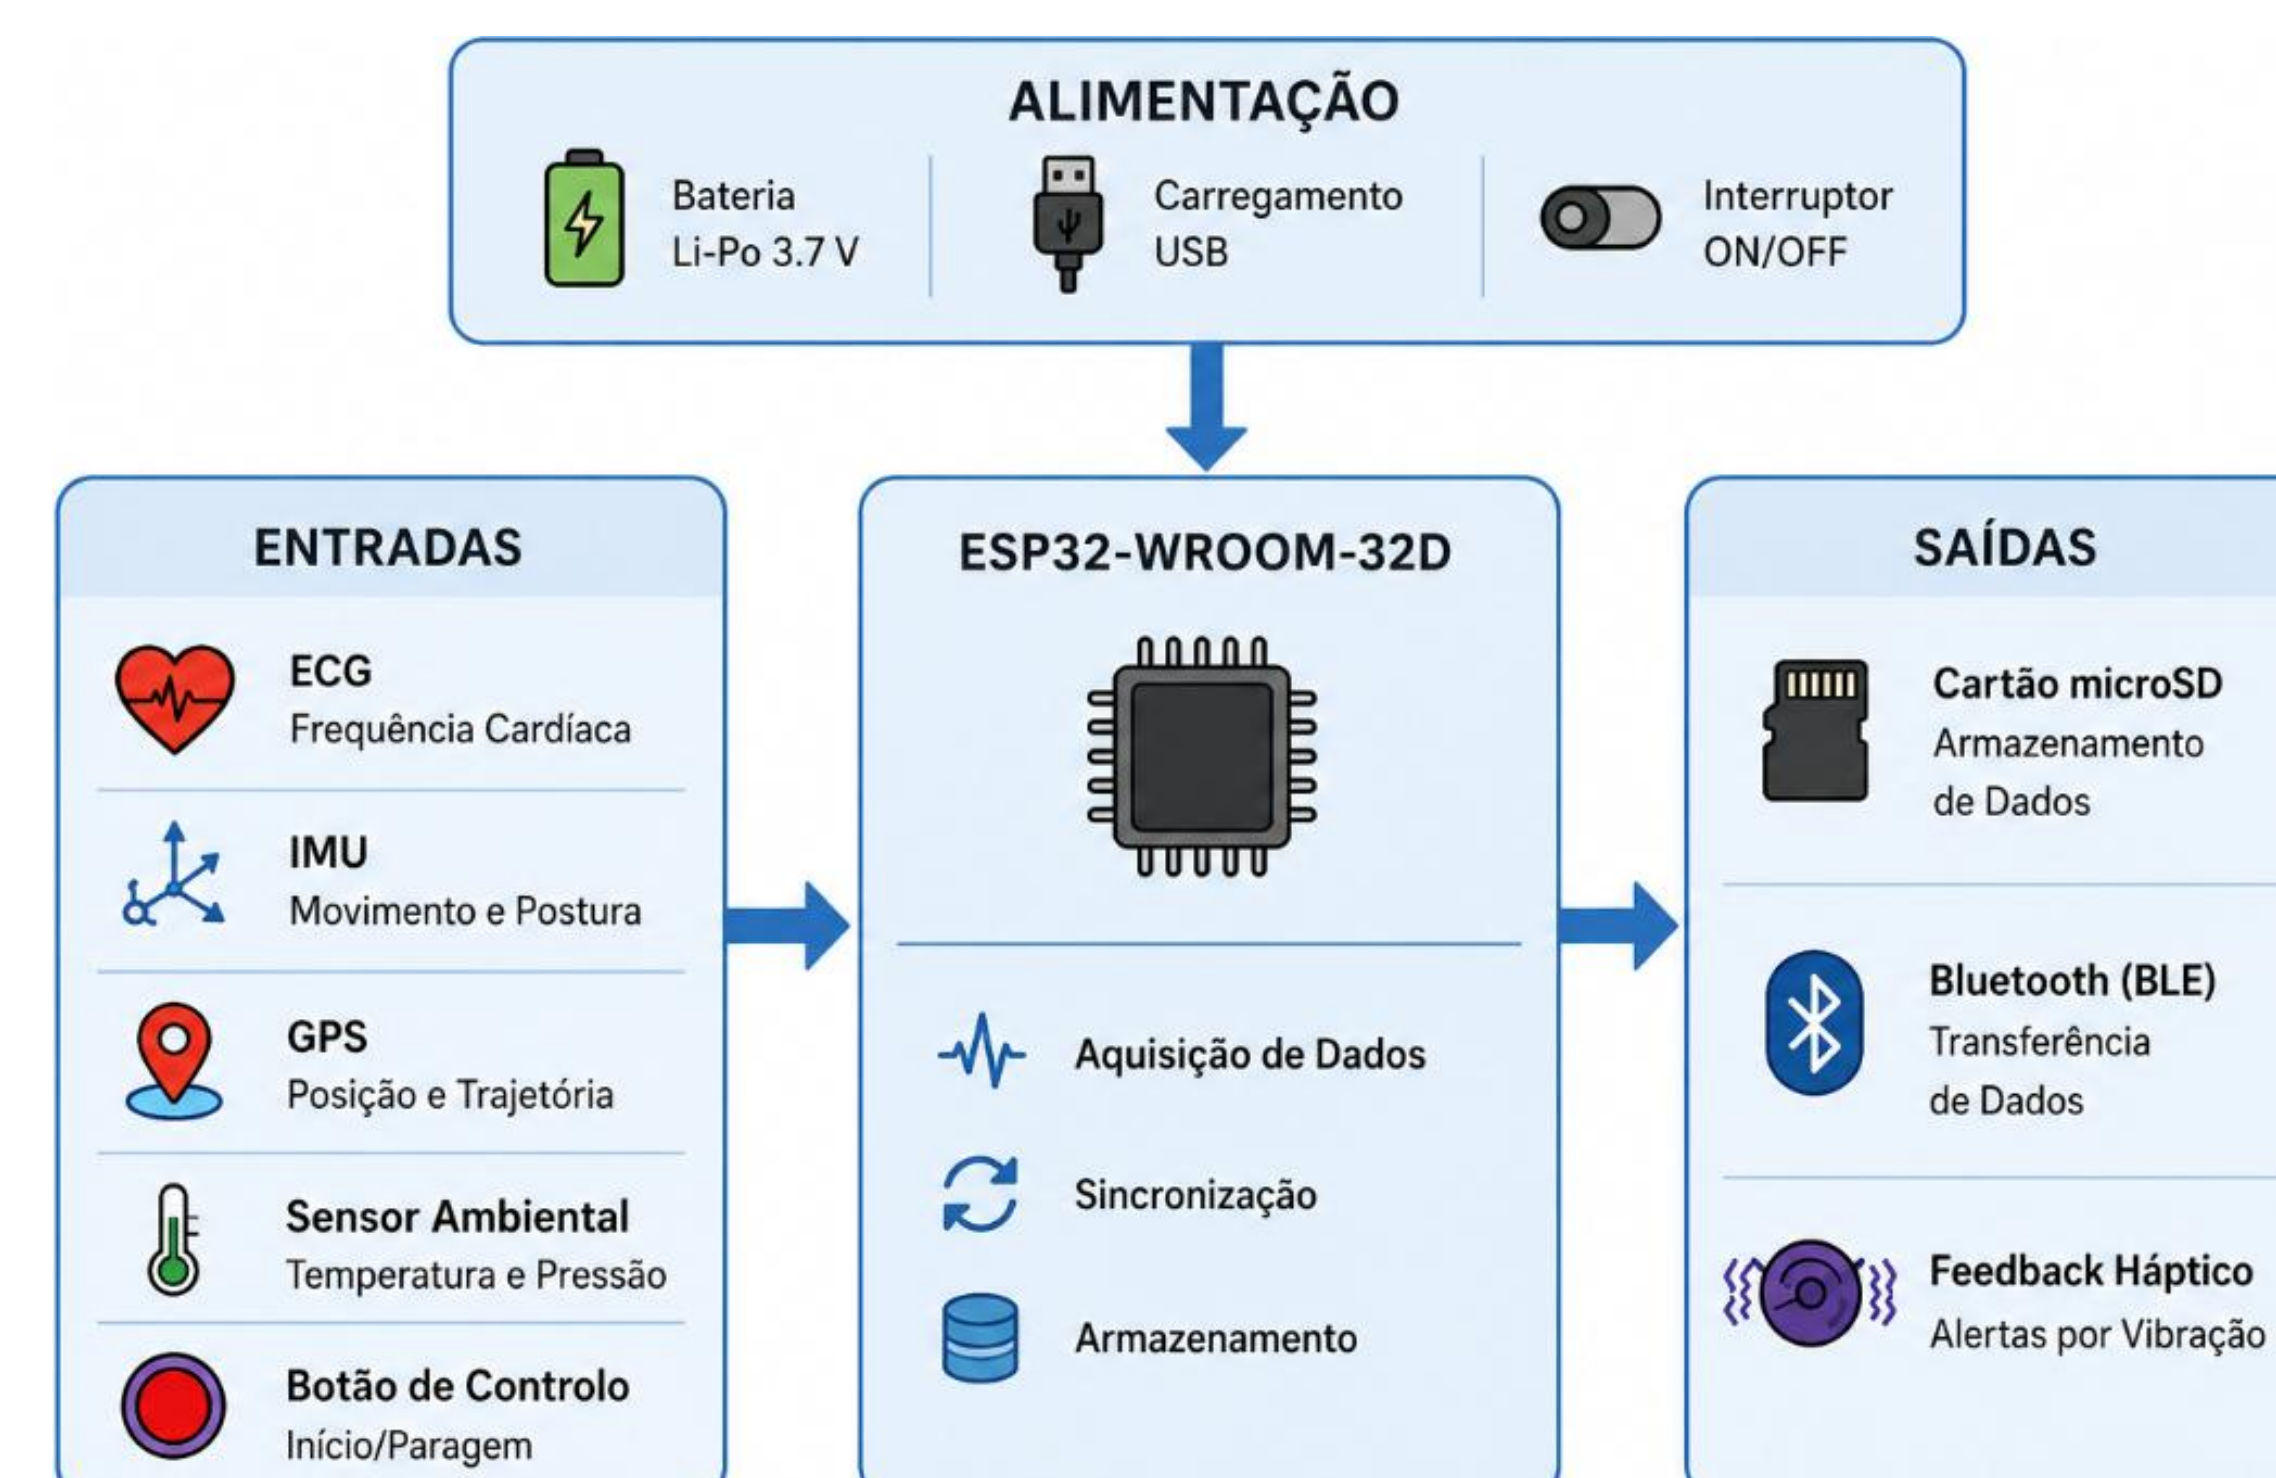 ALIMENTAÇÃO
Bateria
Li-Po 3.7 V
Carregamento
USB
Interruptor
ON/OFF
ENTRADAS
ECG
Frequência Cardíaca
IMU
Movimento e Postura
GPS
Posição e Trajetória
Sensor Ambiental
Temperatura e Pressão
Botão de Controlo
Início/Paragem
ESP32-WROOM-32D
Aquisição de Dados
Sincronização
Armazenamento
SAÍDAS
Cartão microSD
Armazenamento
de Dados
Bluetooth (BLE)
Transferência
de Dados
Feedback Háptico
Alertas por Vibração